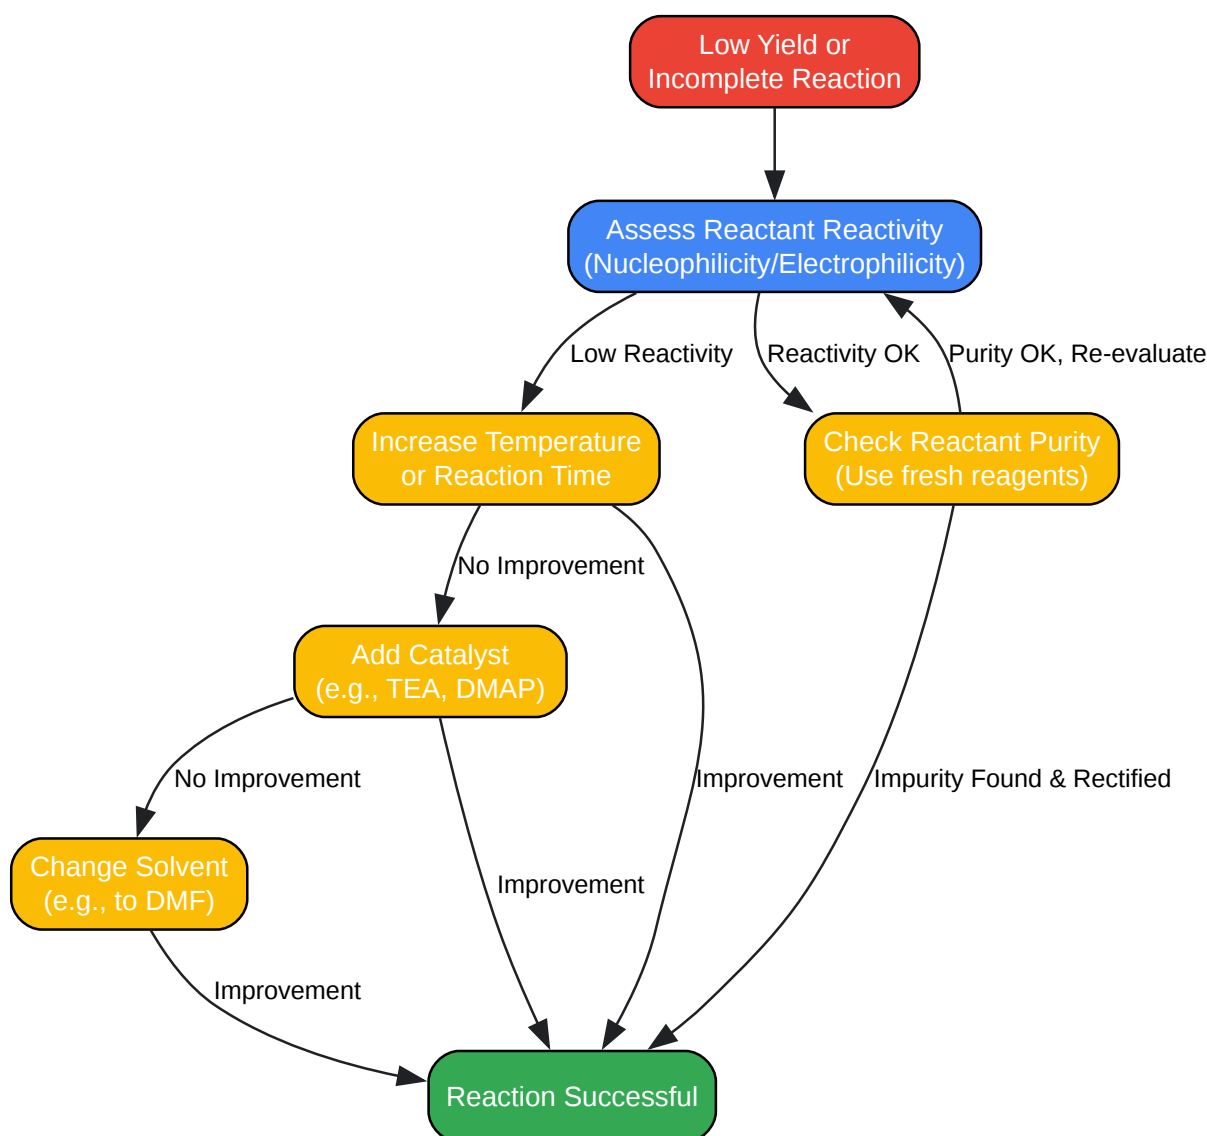 Low Yield or
Incomplete Reaction
Assess Reactant Reactivity
(Nucleophilicity/Electrophilicity)
Low Reactivity
Reactivity OK
Purity OK, Re-evaluate
Increase Temperature
or Reaction Time
Check Reactant Purity
(Use fresh reagents)
No Improvement
Add Catalyst
(e.g., TEA, DMAP)
No Improvement
Improvement
Impurity Found & Rectified
Change Solvent
(e.g., to DMF)
Improvement
Improvement
Reaction Successful